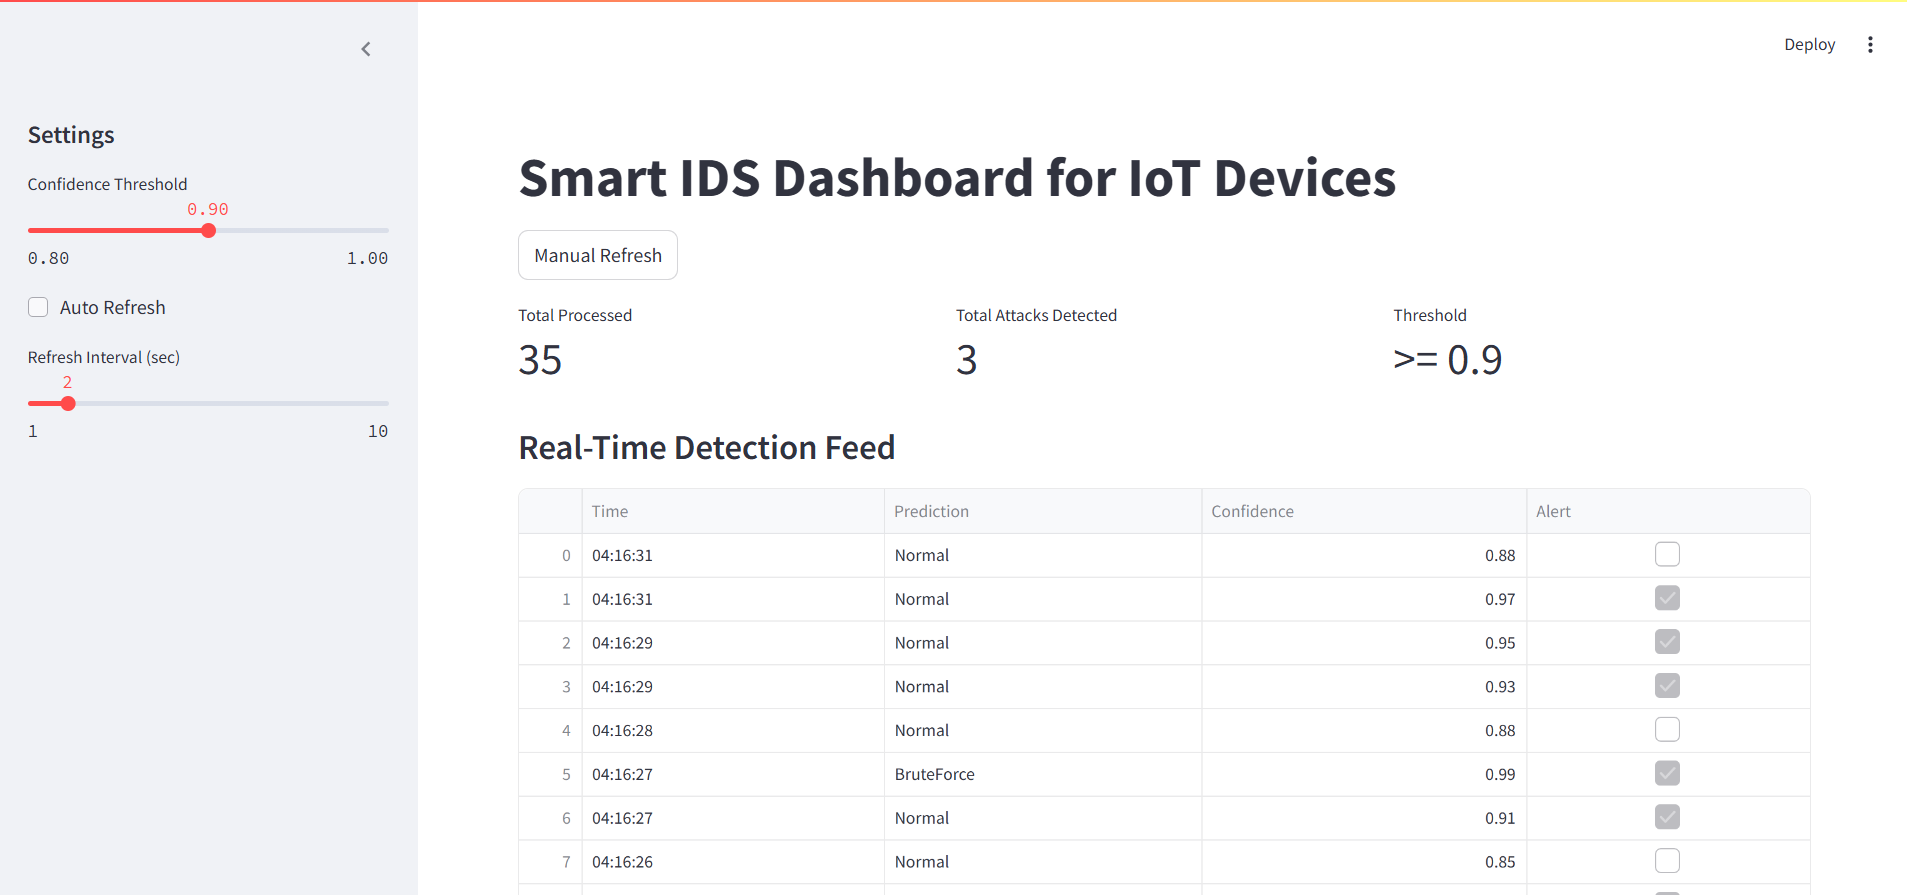 Deploy
Settings
Confidence Threshold
0.90
0.80 1.00
Auto Refresh
Refresh Interval (sec)
2
1 10
Smart IDS Dashboard for IoT Devices
Manual Refresh
Total Processed Total Attacks Detected Threshold
35 3 >= 0.9
Real-Time Detection Feed
Time Prediction Confidence Alert
0 04:16:31 Normal 0.88
1 04:16:31 Normal 0.97
2 04:16:29 Normal 0.95
3 04:16:29 Normal 0.93
4 04:16:28 Normal 0.88
5 04:16:27 BruteForce 0.99
6 04:16:27 Normal 0.91
7 04:16:26 Normal 0.85